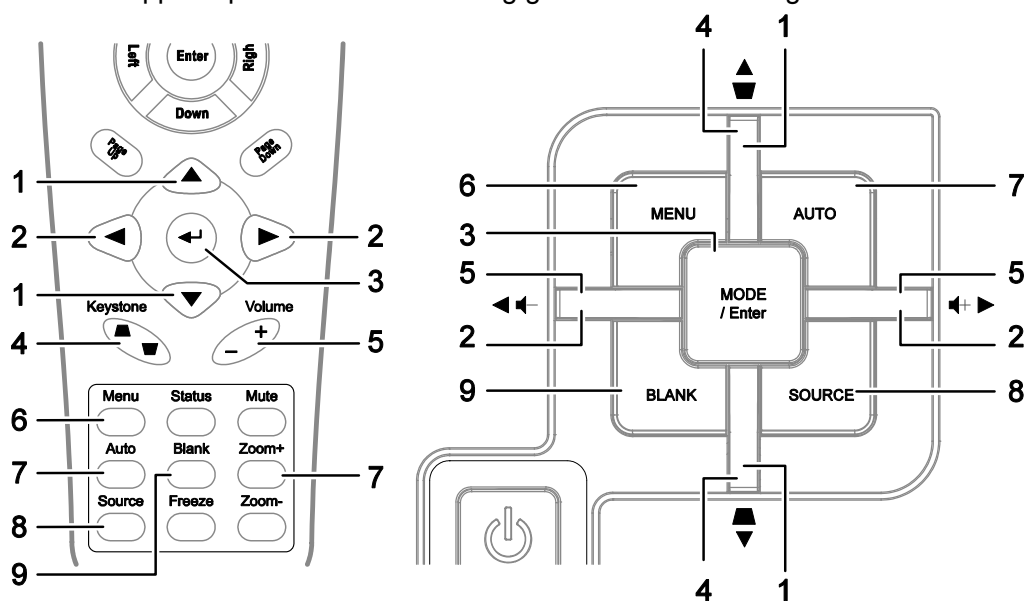 Left
Enter
Righ
Down
Page
Up
Page
Down
1
2
2
3
1
Keystone
Volume
4
+
−
5
Menu
Status
Mute
6
Auto
Blank
Zoom+
7
7
Source
Freeze
Zoom-
8
9
4
1
6
7
MENU
AUTO
3
5
5
−
MODE
/ Enter
+
2
2
9
8
BLANK
SOURCE
4
1